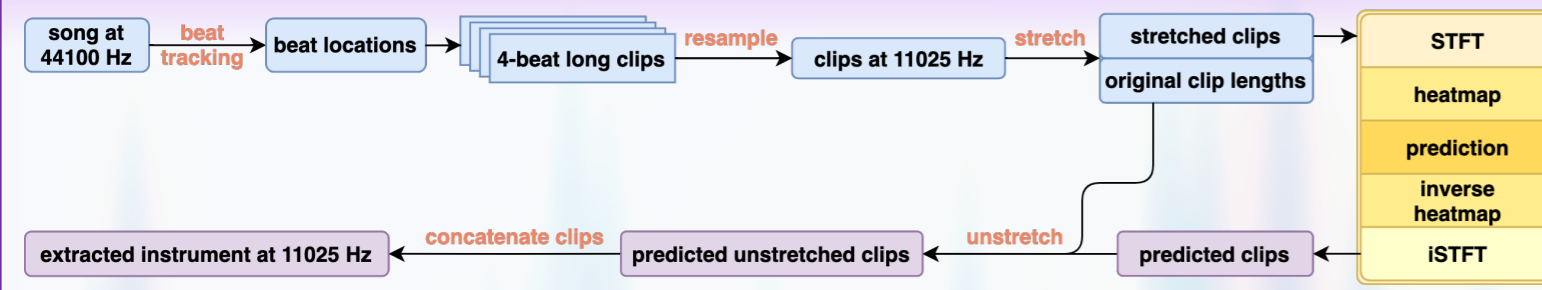 song at
44100 Hz
beat
tracking
beat locations
4-beat long clips
resample
clips at 11025 Hz
stretch
stretched clips
original clip lengths
STFT
heatmap
prediction
inverse
heatmap
iSTFT
predicted clips
unstretch
predicted unstretched clips
concatenate clips
extracted instrument at 11025 Hz